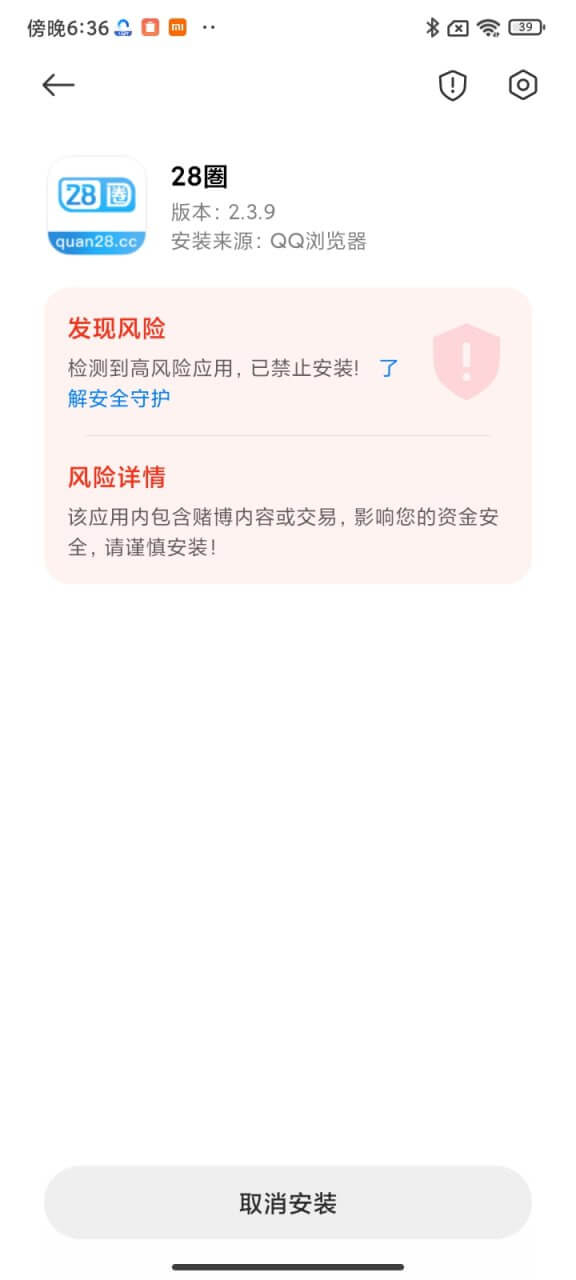 傍晚6:36
39
28圈
28圈
quan28.cc
版本：2.3.9
安装来源：QQ浏览器
发现风险
检测到高风险应用，已禁止安装！ 了
解安全守护
风险详情
该应用内包含赌博内容或交易，影响您的资金安
全，请谨慎安装！
取消安装